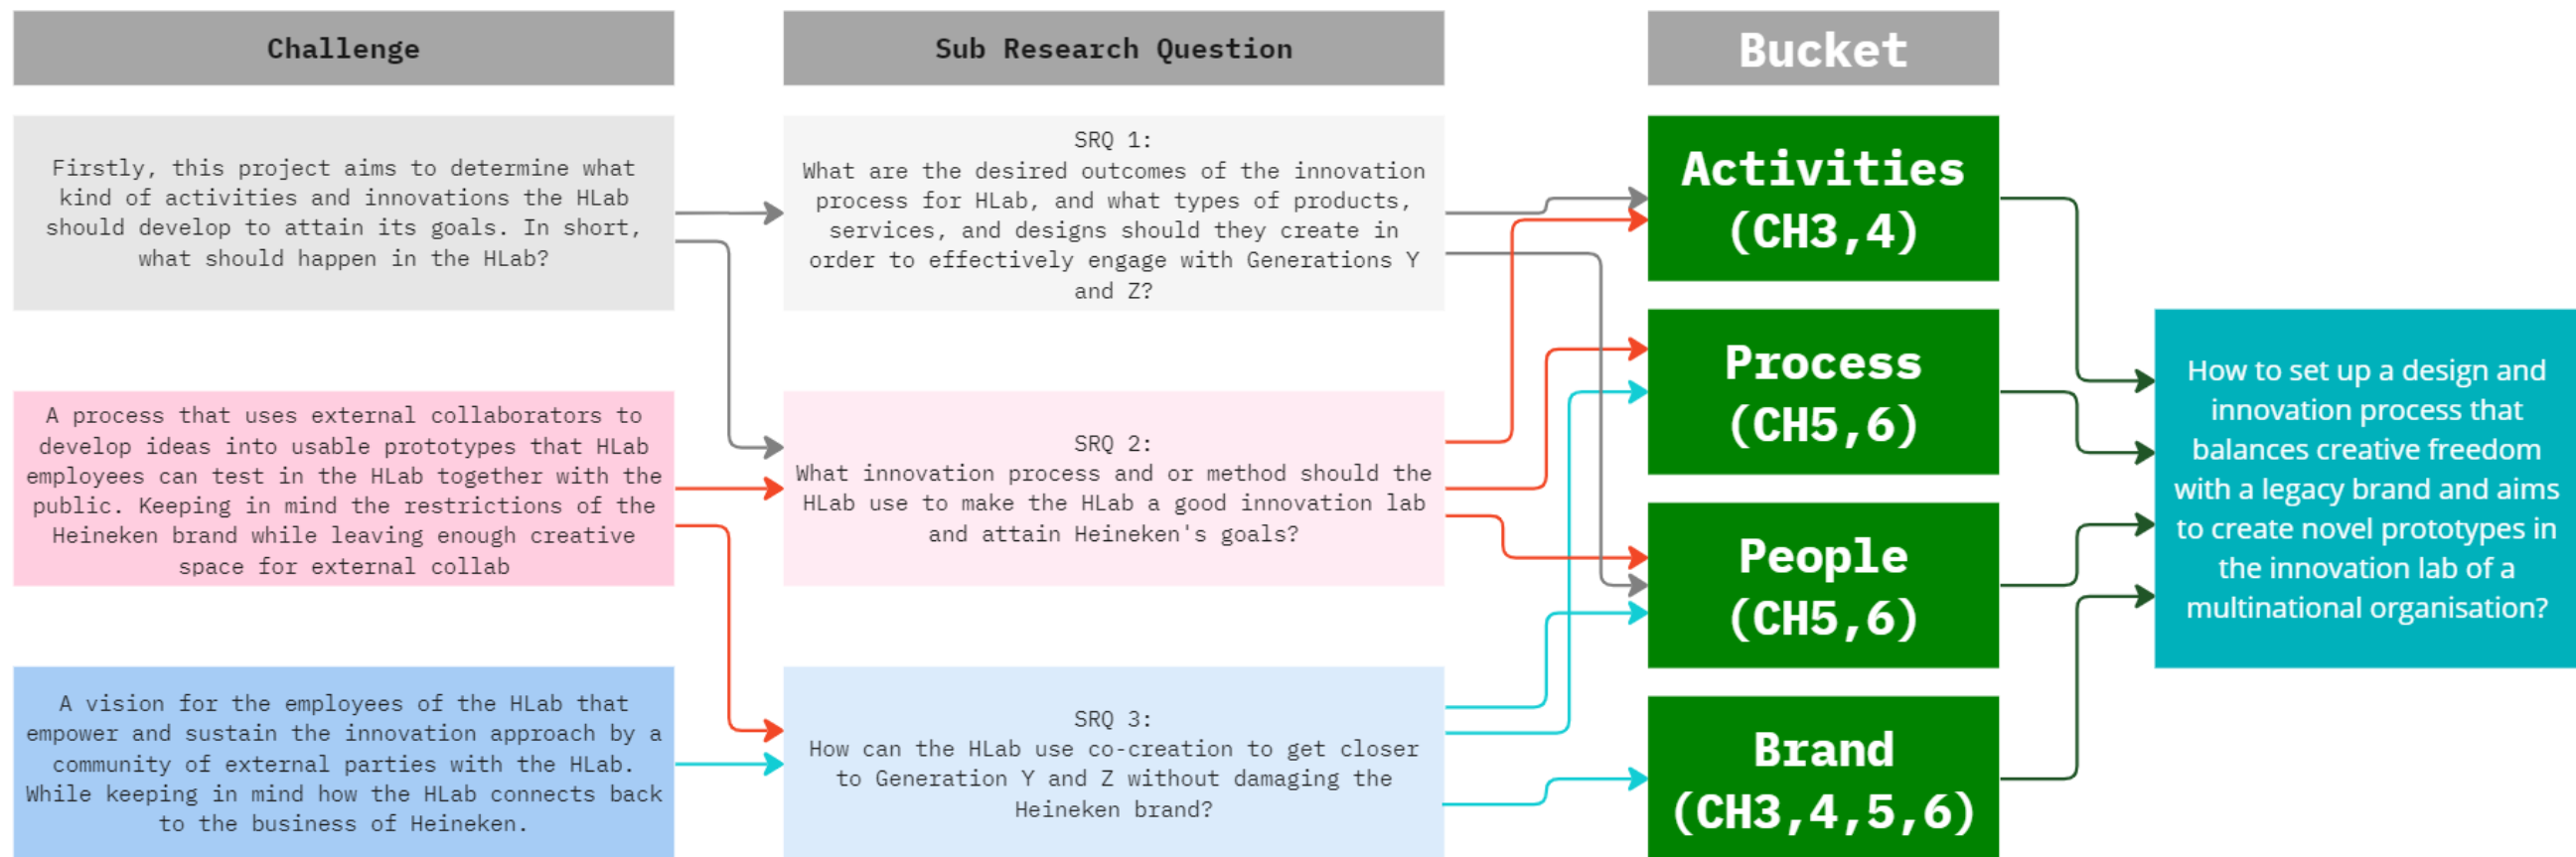 Challenge
Sub Research Question
Bucket
Firstly, this project aims to determine what
kind of activities and innovations the HLab
should develop to attain its goals. In short,
what should happen in the HLab?
SRQ 1:
What are the desired outcomes of the innovation
process for HLab, and what types of products,
services, and designs should they create in
order to effectively engage with Generations Y
and Z?
Activities
(CH3,4)
A process that uses external collaborators to
develop ideas into usable prototypes that HLab
employees can test in the HLab together with the
public. Keeping in mind the restrictions of the
Heineken brand while leaving enough creative
space for external collab
SRQ 2:
What innovation process and or method should the
HLab use to make the HLab a good innovation lab
and attain Heineken's goals?
Process
(CH5,6)
People
(CH5,6)
A vision for the employees of the HLab that
empower and sustain the innovation approach by a
community of external parties with the HLab.
While keeping in mind how the HLab connects back
to the business of Heineken.
SRQ 3:
How can the HLab use co-creation to get closer
to Generation Y and Z without damaging the
Heineken brand?
Brand
(CH3,4,5,6)
How to set up a design and
innovation process that
balances creative freedom
with a legacy brand and aims
to create novel prototypes in
the innovation lab of a
multinational organisation?